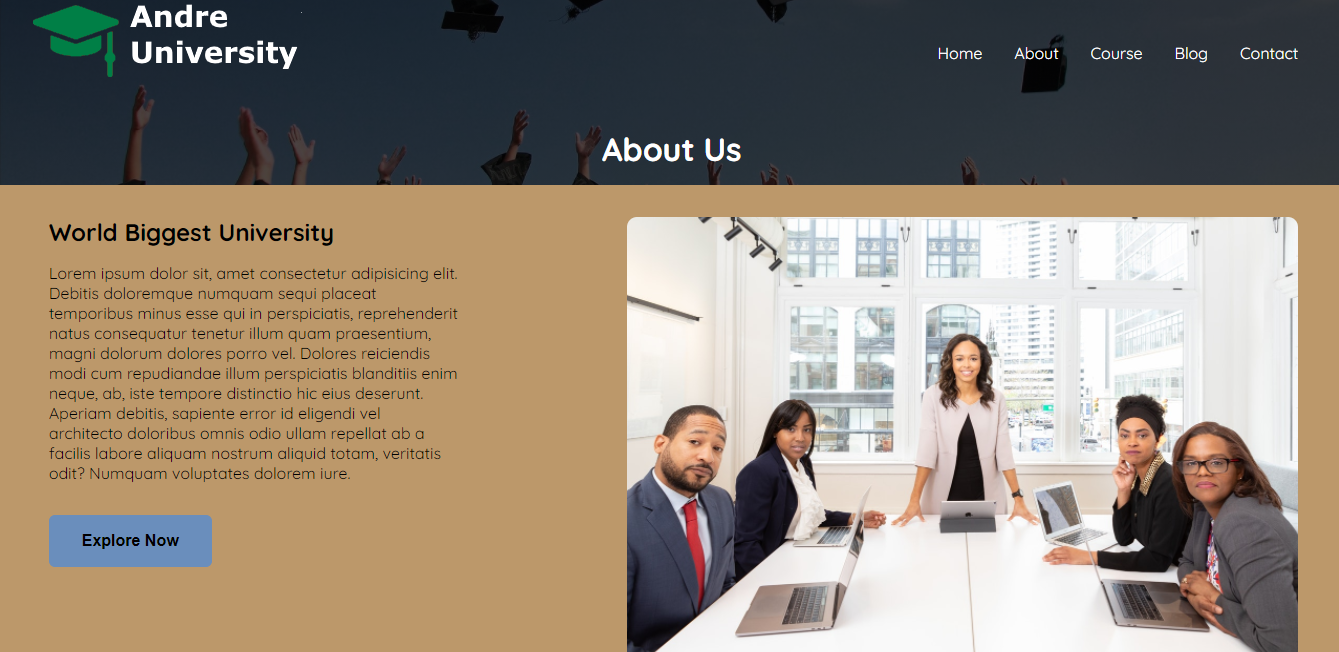 Andre
University
Home About Course Blog Contact
About Us
World Biggest University
Lorem ipsum dolor sit, amet consectetur adipisicing elit.
Debitis doloremque numquam sequi placeat
temporibus minus esse qui in perspiciatis, reprehenderit
natus consequatur tenetur illum quam praesentium,
magni dolorum dolores porro vel. Dolores reiciendis
modi cum repudiandae illum perspiciatis blanditiis enim
neque, ab, iste tempore distinctio hic eius deserunt.
Aperiam debitis, sapiente error id eligendi vel
architecto doloribus omnis odio ullam repellat ab a
facilis labore aliquam nostrum aliquid totam, veritatis
odit? Numquam voluptates dolorem iure.
Explore Now